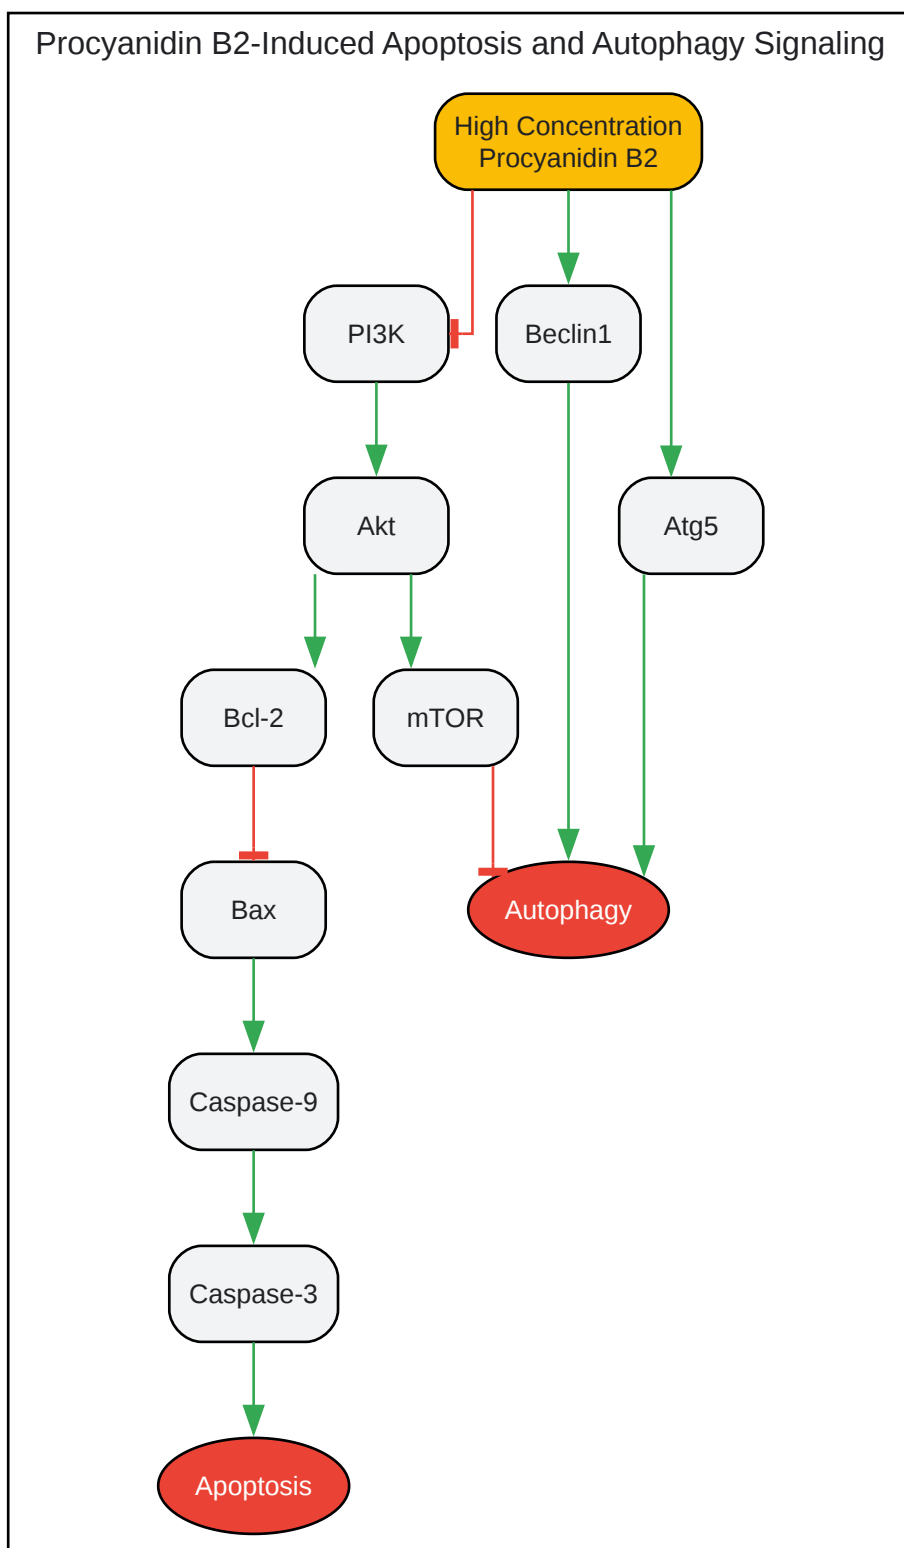 Procyanidin B2-Induced Apoptosis and Autophagy Signaling
High Concentration
Procyanidin B2
PI3K
Beclin1
Akt
Atg5
Bcl-2
mTOR
Bax
Autophagy
Caspase-9
Caspase-3
Apoptosis